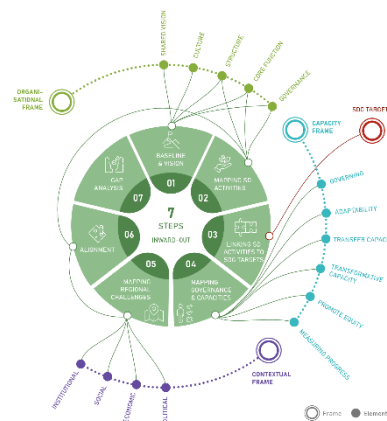 SHARED VISION
CULTURE
STRUCTURE
CORE FUNCTION
GOVERNANCE
ORGANI-
SATIONAL
FRAME
CAPACITY
FRAME
SDG TARGET
GOVERNING
ADAPTABILITY
TRANSFER CAPAC
TRANSFORMATIVE
CAPACITY
PROMOTE EQUITY
MEASURING PROGRESS
BASELINE
& VISION
01
MAPPING SD
ACTIVITIES
02
LINKING SD
ACTIVITIES TO
SDG TARGETS
03
MAPPING
GOVERNANCE
& CAPACITIES
04
MAPPING
REGIONAL
CHALLENGES
05
ALIGNMENT
06
GAP
ANALYSIS
07
7
STEPS
INWARD-OUT
CONTEXTUAL
FRAME
INSTITUTIONAL
SOCIAL
ECONOMIC
POLITICAL
Frame
Element